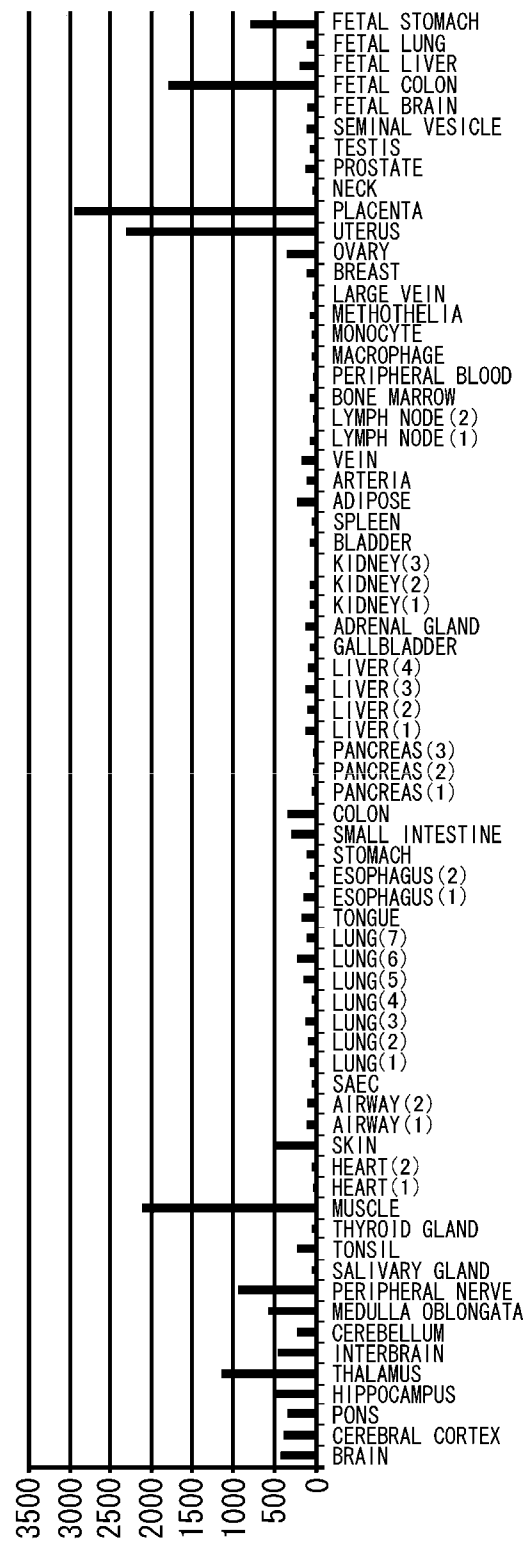 FETAL STOMACH
FETAL LUNG
FETAL LIVER
FETAL COLON
FETAL BRAIN
SEMINAL VESICLE
TESTIS
PROSTATE
NECK
PLACENTA
UTERUS
OVARY
BREAST
LARGE VEIN
METHOTHELIA
MONOCYTE
MACROPHAGE
PERIPHERAL BLOOD
BONE MARROW
LYMPH NODE(2)
LYMPH NODE(1)
VEIN
ARTERIA
ADIPOSE
SPLEEN
BLADDER
KIDNEY(3)
KIDNEY(2)
KIDNEY(1)
ADRENAL GLAND
GALLBLADDER
LIVER(4)
LIVER(3)
LIVER(2)
LIVER(1)
PANCREAS(3)
PANCREAS(2)
PANCREAS(1)
COLON
SMALL INTESTINE
STOMACH
ESOPHAGUS(2)
ESOPHAGUS(1)
TONGUE
LUNG(7)
LUNG(6)
LUNG(5)
LUNG(4)
LUNG(3)
LUNG(2)
LUNG(1)
SAEC
AIRWAY(2)
AIRWAY(1)
SKIN
HEART(2)
HEART(1)
MUSCLE
THYROID GLAND
TONSIL
SALIVARY GLAND
PERIPHERAL NERVE
MEDULLA OBLONGATA
CEREBELLUM
INTERBRAIN
THALAMUS
HIPPOCAMPUS
PONS
CEREBRAL CORTEX
BRAIN
3500
3000
2500
2000
1500
1000
500
0